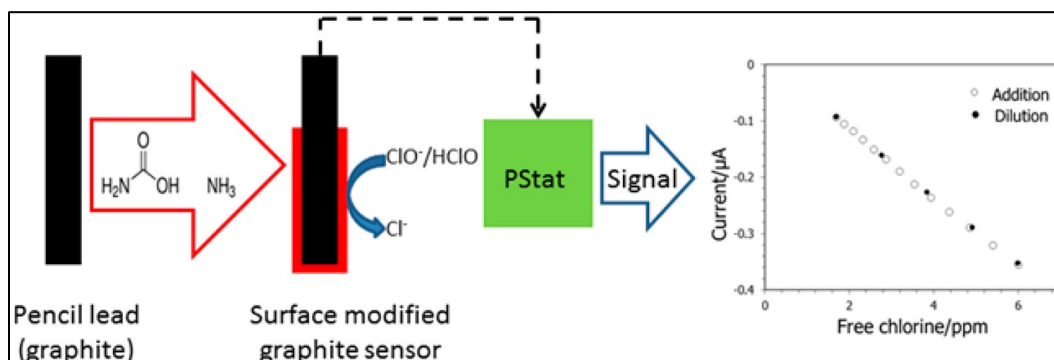 O
H₂N
OH
NH₃
ClO⁻/HClO
Cl⁻
Pencil lead
(graphite)
Surface modified
graphite sensor
PStat
Signal
0
-0.1
-0.2
-0.3
-0.4
Current/µA
Addition
Dilution
0
2
4
6
Free chlorine/ppm